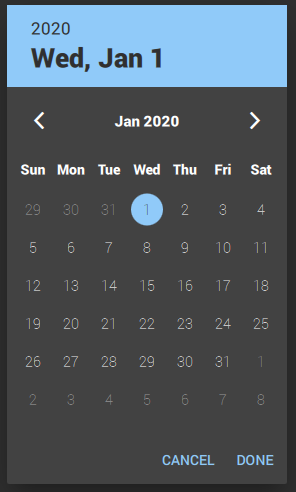 2020
Wed, Jan 1
Jan 2020
Sun Mon Tue Wed Thu Fri Sat
29 30 31 1 2 3 4
5 6 7 8 9 10 11
12 13 14 15 16 17 18
19 20 21 22 23 24 25
26 27 28 29 30 31 1
2 3 4 5 6 7 8
CANCEL DONE